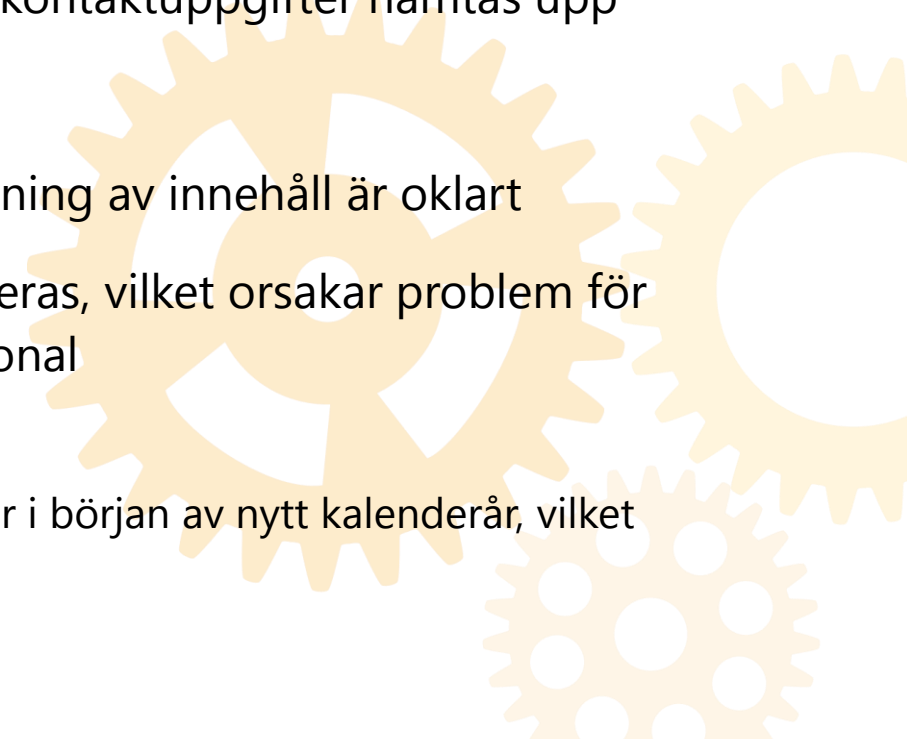 kontaktuppgifter hämtas upp
ning av innehåll är oklart
eras, vilket orsakar problem för
onal
r i början av nytt kalenderår, vilket